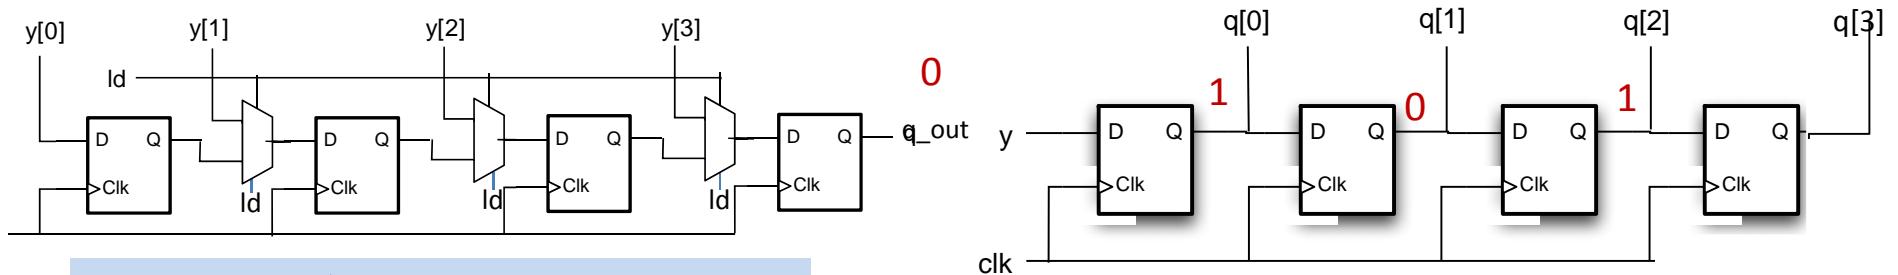 y[0] y[1] y[2] y[3] q[0] q[1] q[2] q[3]
ld 0 1 0 1
D Q D Q D Q D Q q_out y D Q D Q D Q D Q
Clk Clk Clk Clk Clk Clk Clk Clk
ld ld ld
clk